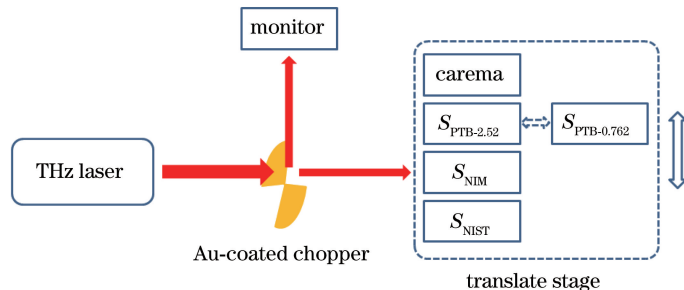 monitor
carema
S_PTB-2.52
S_PTB-0.762
THz laser
S_NIM
S_NIST
Au-coated chopper
translate stage